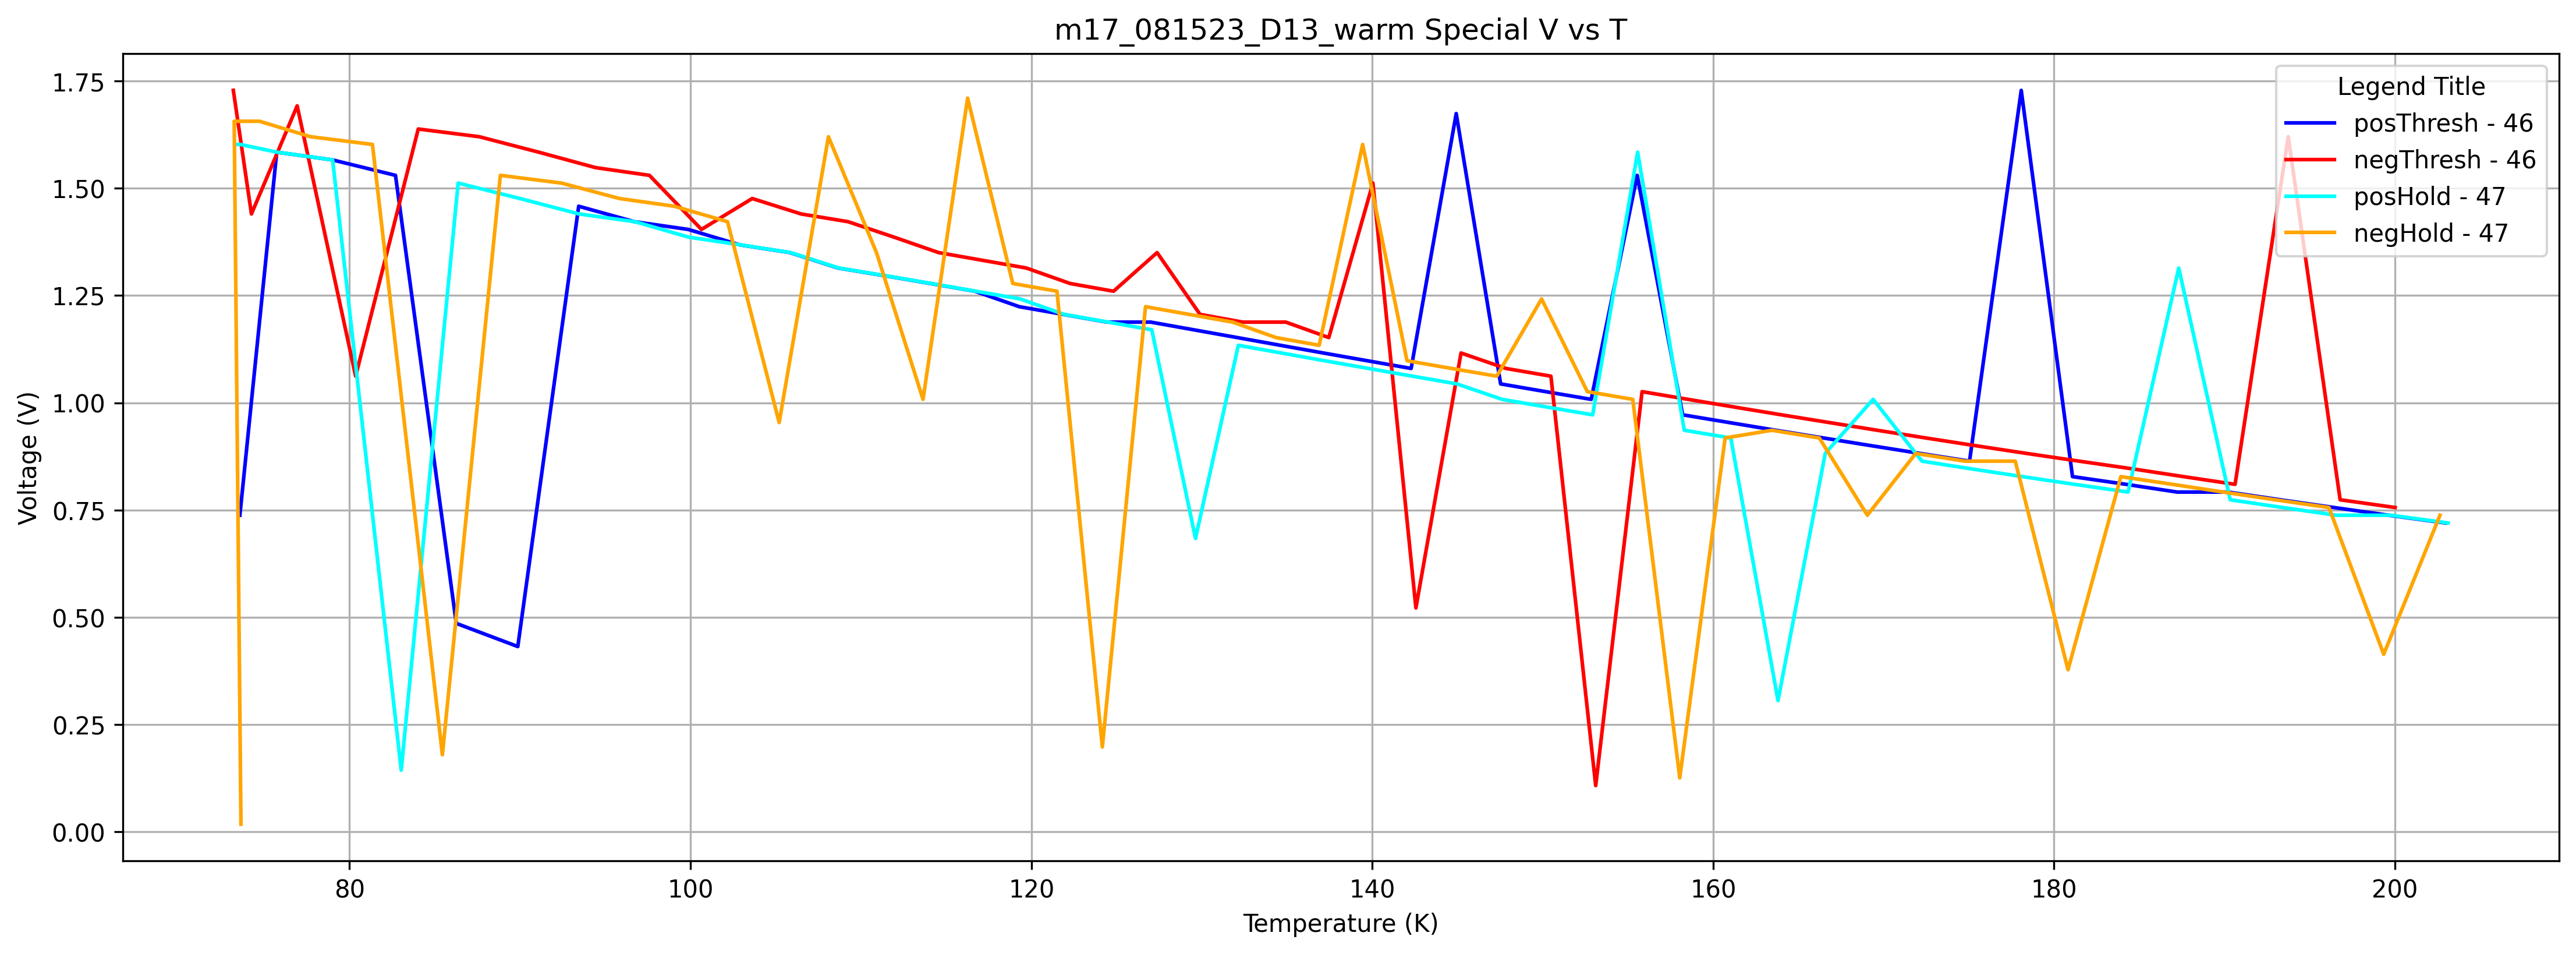 m17_081523_D13_warm Special V vs T
Legend Title
posThresh - 46
negThresh - 46
posHold - 47
negHold - 47
Voltage (V)
1.75
1.50
1.25
1.00
0.75
0.50
0.25
0.00
80 100 120 140 160 180 200
Temperature (K)